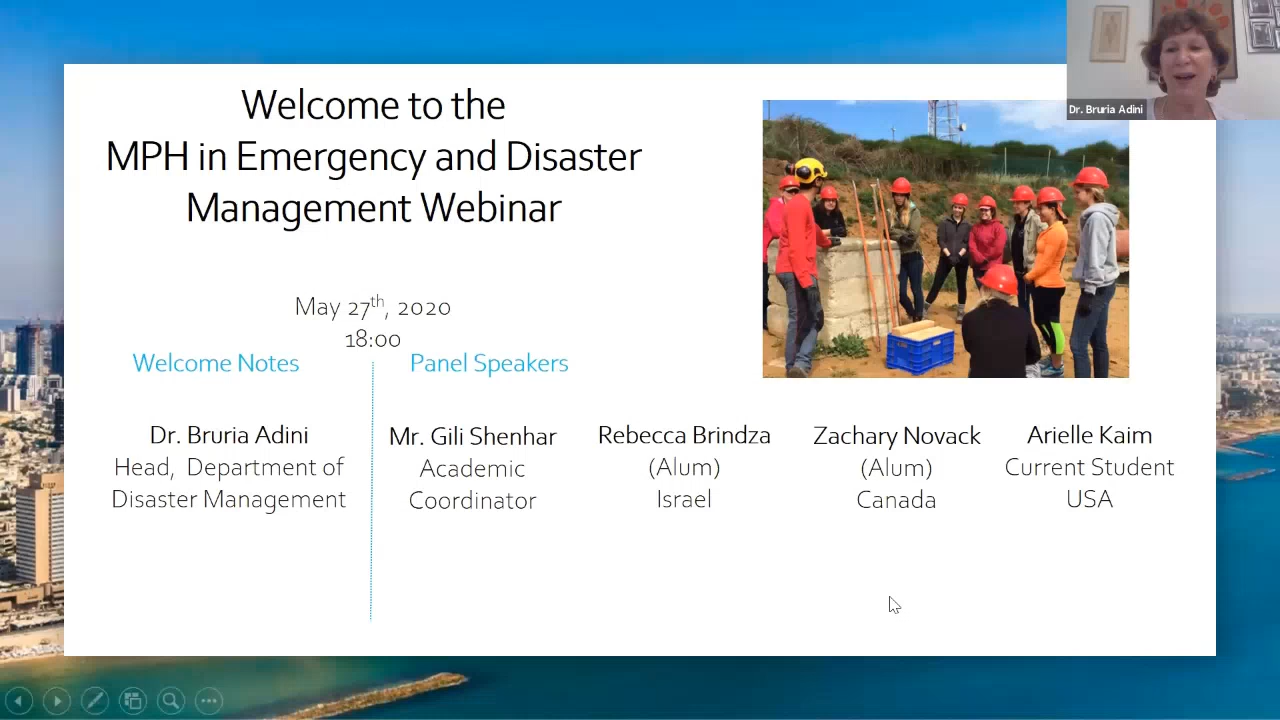 Dr. Bruria Adini
Welcome to the
MPH in Emergency and Disaster
Management Webinar
May 27th, 2020
18:00
Welcome Notes
Panel Speakers
Dr. Bruria Adini
Head, Department of
Disaster Management
Mr. Gili Shenhar
Academic
Coordinator
Rebecca Brindza
(Alum)
Israel
Zachary Novack
(Alum)
Canada
Arielle Kaim
Current Student
USA